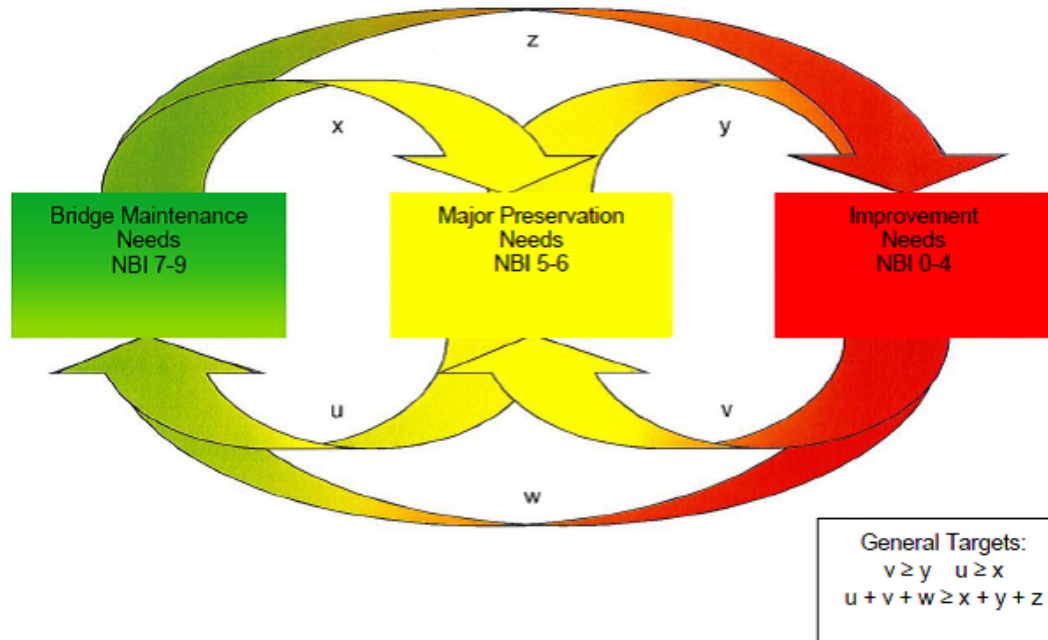 z
x
y
Bridge Maintenance
Needs
NBI 7-9
Major Preservation
Needs
NBI 5-6
Improvement
Needs
NBI 0-4
u
v
w
General Targets:
v ≥ y u ≥ x
u + v + w ≥ x + y + z